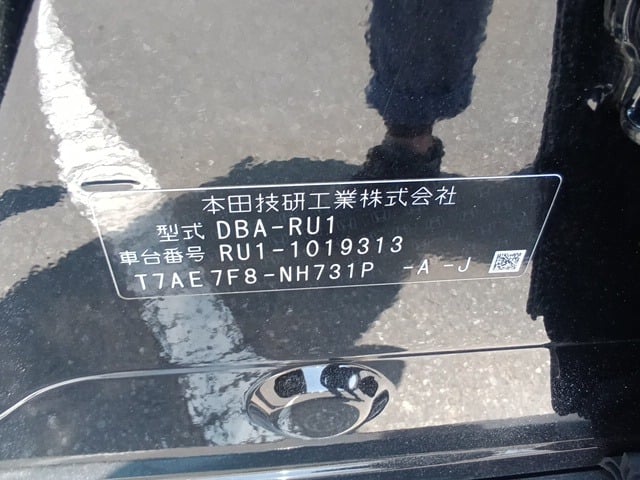 本田技研工業株式会社
型式 DBA-RU1
車台番号 RU1-1019313
T7AE7F8-NH731P -A -J